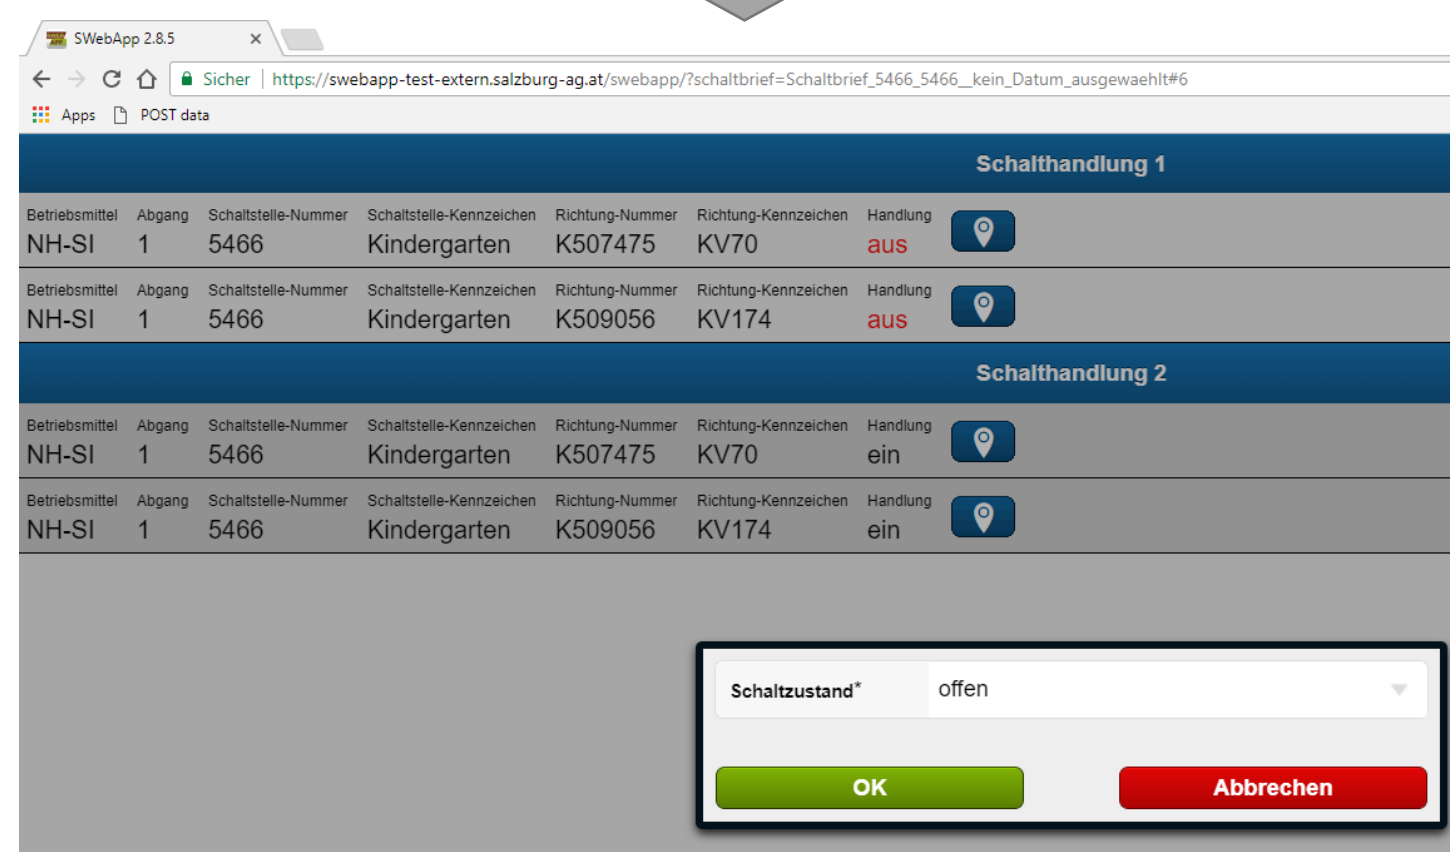 SWebApp 2.8.5
Sicher | https://swebapp-test-extern.salzburg-ag.at/swebapp/?schaltbrief=Schaltbrief_5466_5466__kein_Datum_ausgewaehlt#6
Apps POST data
Schalthandlung 1
Betriebsmittel Abgang Schaltstelle-Nummer Schaltstelle-Kennzeichen Richtung-Nummer Richtung-Kennzeichen Handlung
NH-SI 1 5466 Kindergarten K507475 KV70 aus
Betriebsmittel Abgang Schaltstelle-Nummer Schaltstelle-Kennzeichen Richtung-Nummer Richtung-Kennzeichen Handlung
NH-SI 1 5466 Kindergarten K509056 KV174 aus
Schalthandlung 2
Betriebsmittel Abgang Schaltstelle-Nummer Schaltstelle-Kennzeichen Richtung-Nummer Richtung-Kennzeichen Handlung
NH-SI 1 5466 Kindergarten K507475 KV70 ein
Betriebsmittel Abgang Schaltstelle-Nummer Schaltstelle-Kennzeichen Richtung-Nummer Richtung-Kennzeichen Handlung
NH-SI 1 5466 Kindergarten K509056 KV174 ein
Schaltzustand* offen
OK Abbrechen